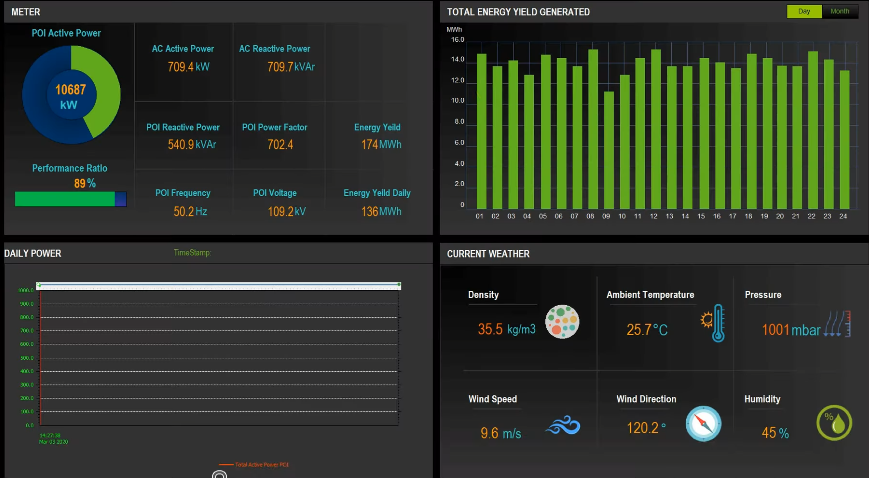 METER
POI Active Power
10687
kW
Performance Ratio
89 %
AC Active Power
709.4 kW
AC Reactive Power
709.7 kVAr
POI Reactive Power
540.9 kVAr
POI Power Factor
702.4
Energy Yeild
174 MWh
POI Frequency
50.2 Hz
POI Voltage
109.2 kV
Energy Yeild Daily
136 MWh
TOTAL ENERGY YIELD GENERATED
Day Month
MWh
16.0
14.0
12.0
10.0
8.0
6.0
4.0
2.0
0
01 02 03 04 05 06 07 08 09 10 11 12 13 14 15 16 17 18 19 20 21 22 23 24
DAILY POWER
TimeStamp:
1000.0
900.0
800.0
700.0
600.0
500.0
400.0
300.0
200.0
100.0
0.0
Mar 03 2020
Total Active Power PCL
CURRENT WEATHER
Density
35.5 kg/m3
Ambient Temperature
25.7 °C
Pressure
1001 mbar
Wind Speed
9.6 m/s
Wind Direction
120.2 °
Humidity
45 %
%